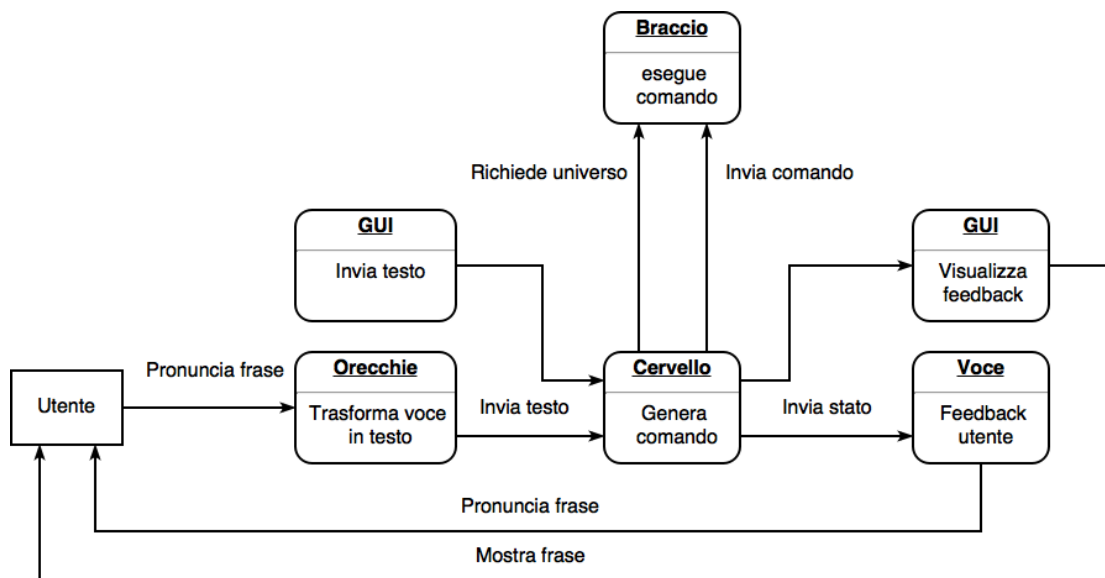 Braccio
esegue
comando
Richiede universo
Invia comando
GUI
Invia testo
GUI
Visualizza
feedback
Pronuncia frase
Utente
Orecchie
Trasforma voce
in testo
Invia testo
Cervello
Genera
comando
Invia stato
Voce
Feedback
utente
Pronuncia frase
Mostra frase